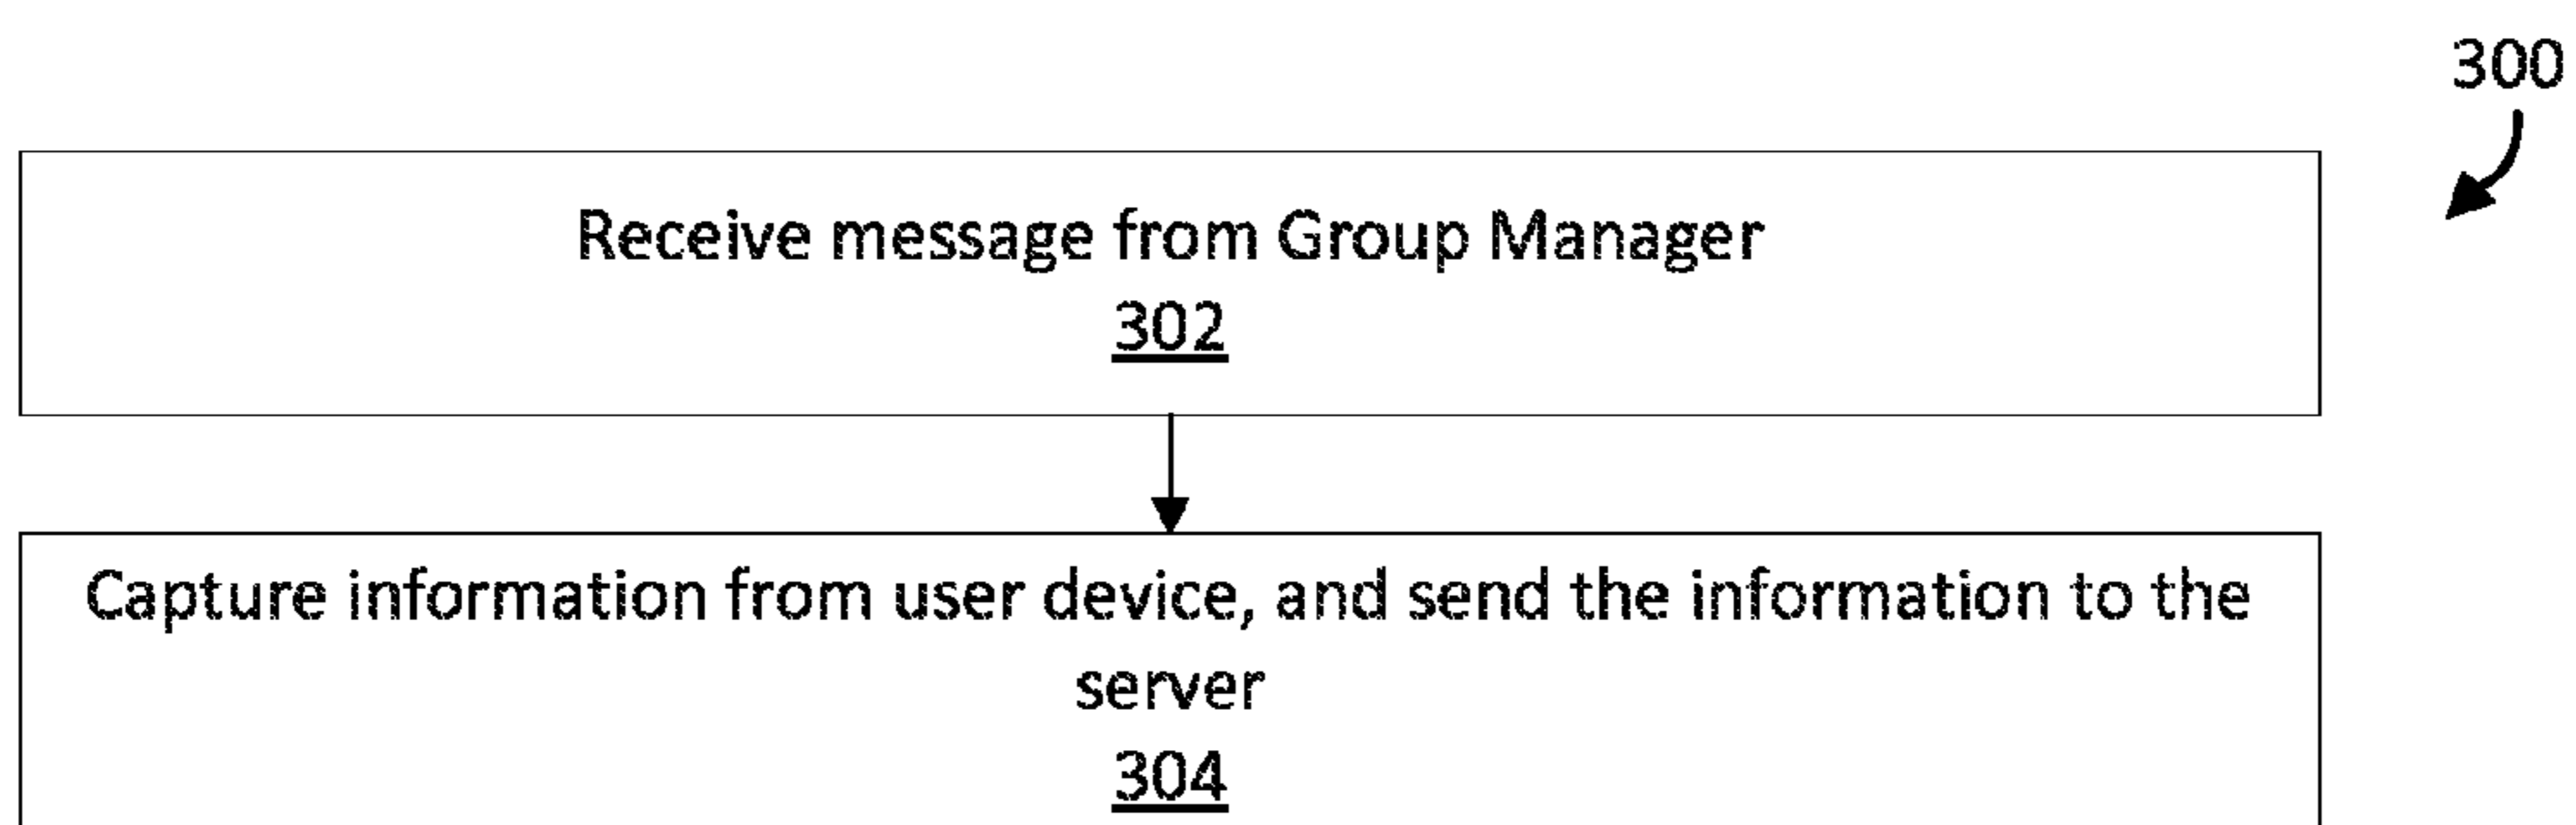 300
Receive message from Group Manager
302
Capture information from user device, and send the information to the
server
304